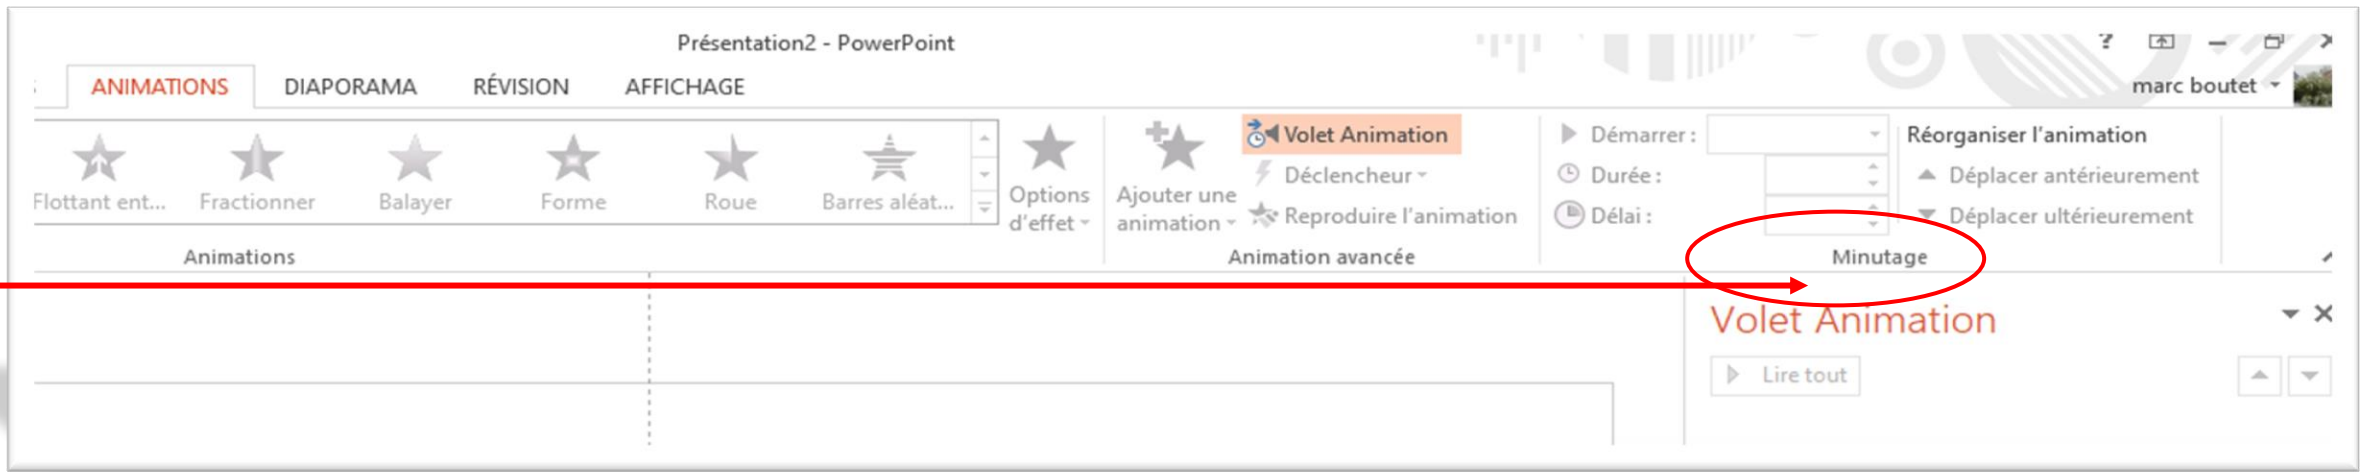 Présentation2 - PowerPoint
?
ANIMATIONS DIAPORAMA RÉVISION AFFICHAGE marc boutet
Volet Animation Démarrer : Réorganiser l'animation
Déclencheur Durée : Déplacer antérieurement
Flottant ent... Fractionner Balayer Forme Roue Barres aléat... Options d'effet Ajouter une animation Reproduire l'animation Délai : Déplacer ultérieurement
Animations Animation avancée Minutage
Volet Animation
Lire tout